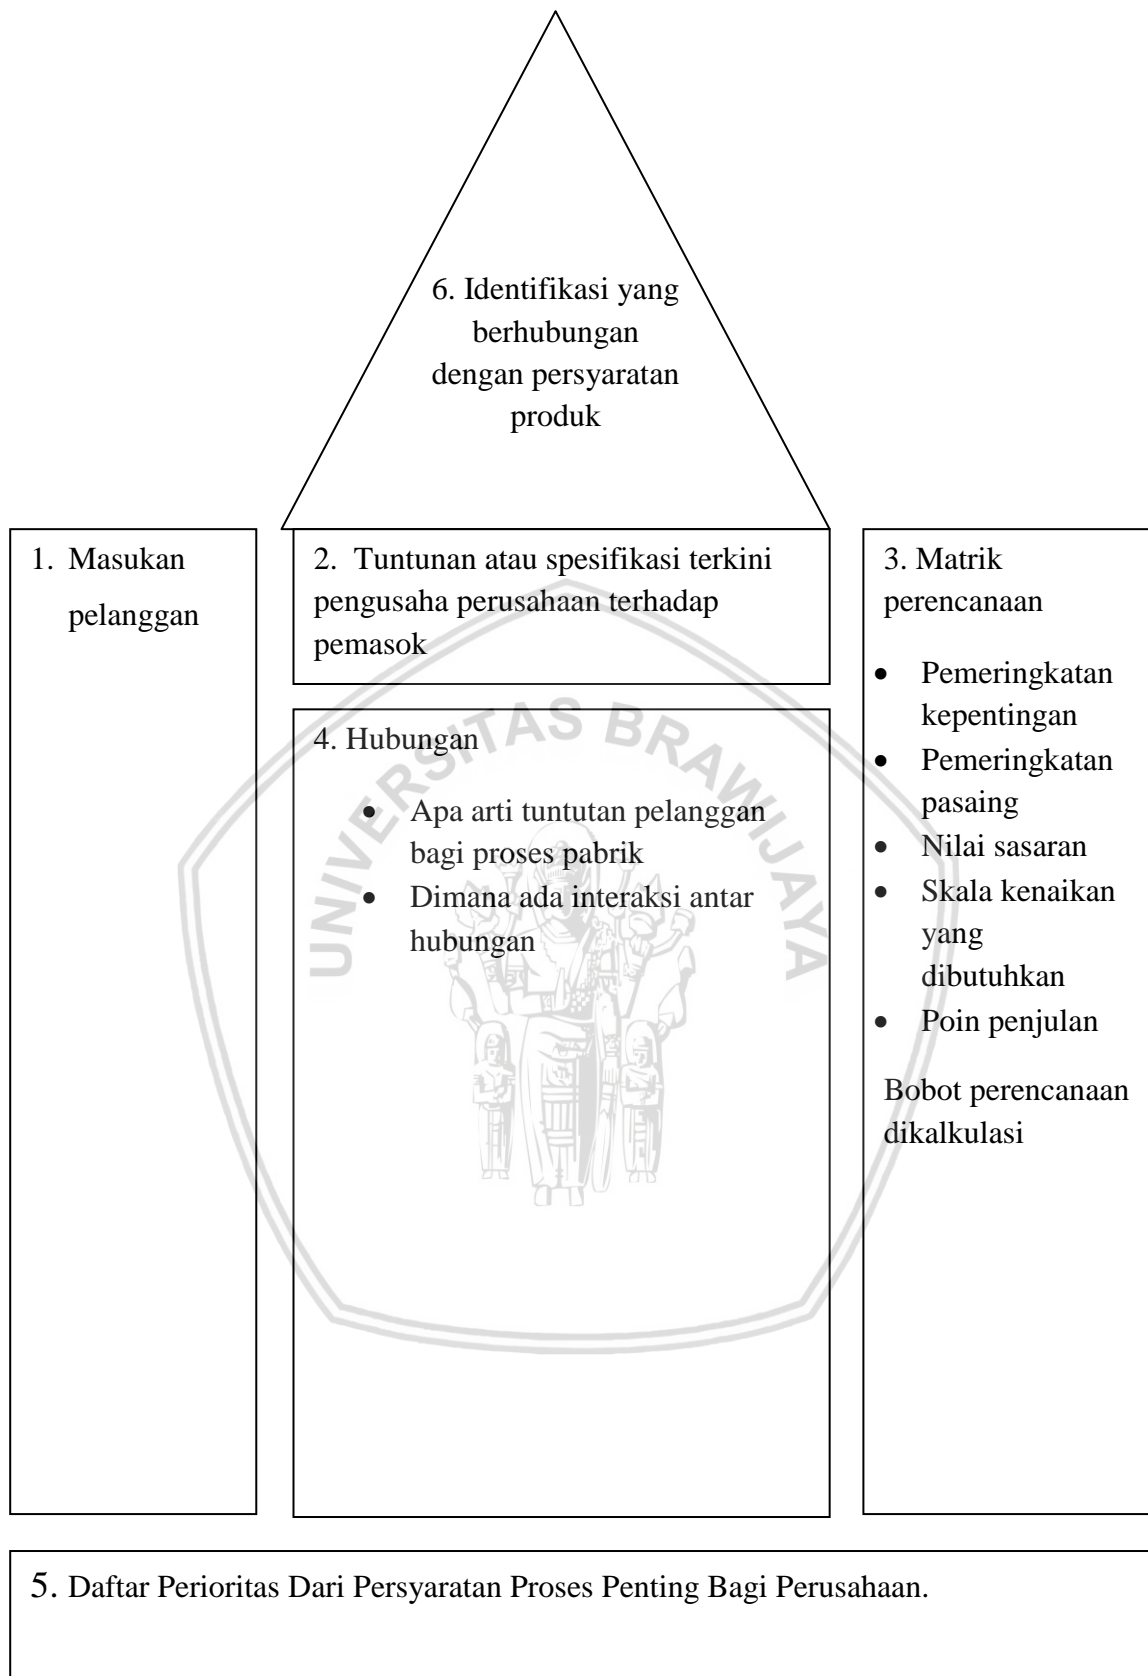 6. Identifikasi yang
berhubungan
dengan persyaratan
produk
1. Masukan
pelanggan
2. Tuntunan atau spesifikasi terkini
pengusaha perusahaan terhadap
pemasok
3. Matrik
perencanaan
• Pemeringkatan
kepentingan
• Pemeringkatan
pasaing
• Nilai sasaran
• Skala kenaikan
yang
dibutuhkan
• Poin penjulan
Bobot perencanaan
dikalkulasi
4. Hubungan
• Apa arti tuntutan pelanggan
bagi proses pabrik
• Dimana ada interaksi antar
hubungan
UNIVERSITAS BRAWIJAYA
5. Daftar Perioritas Dari Persyaratan Proses Penting Bagi Perusahaan.